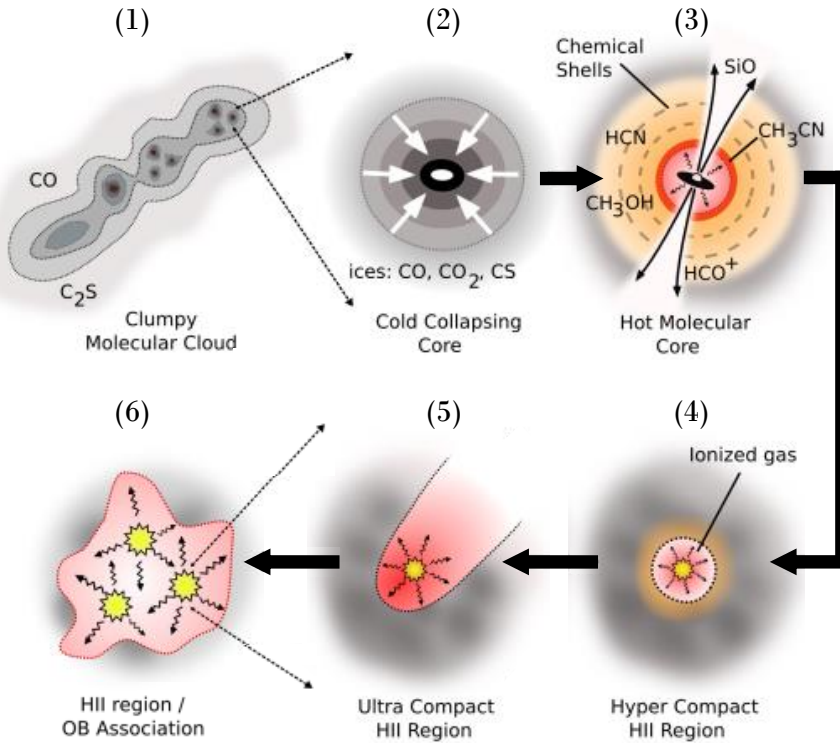 (1)
CO
C₂S
Clumpy
Molecular Cloud
(2)
ices: CO, CO₂, CS
Cold Collapsing
Core
(3)
Chemical
Shells
SiO
HCN
CH₃CN
CH₃OH
HCO⁺
Hot Molecular
Core
(6)
HII region /
OB Association
(5)
Ultra Compact
HII Region
(4)
Ionized gas
Hyper Compact
HII Region